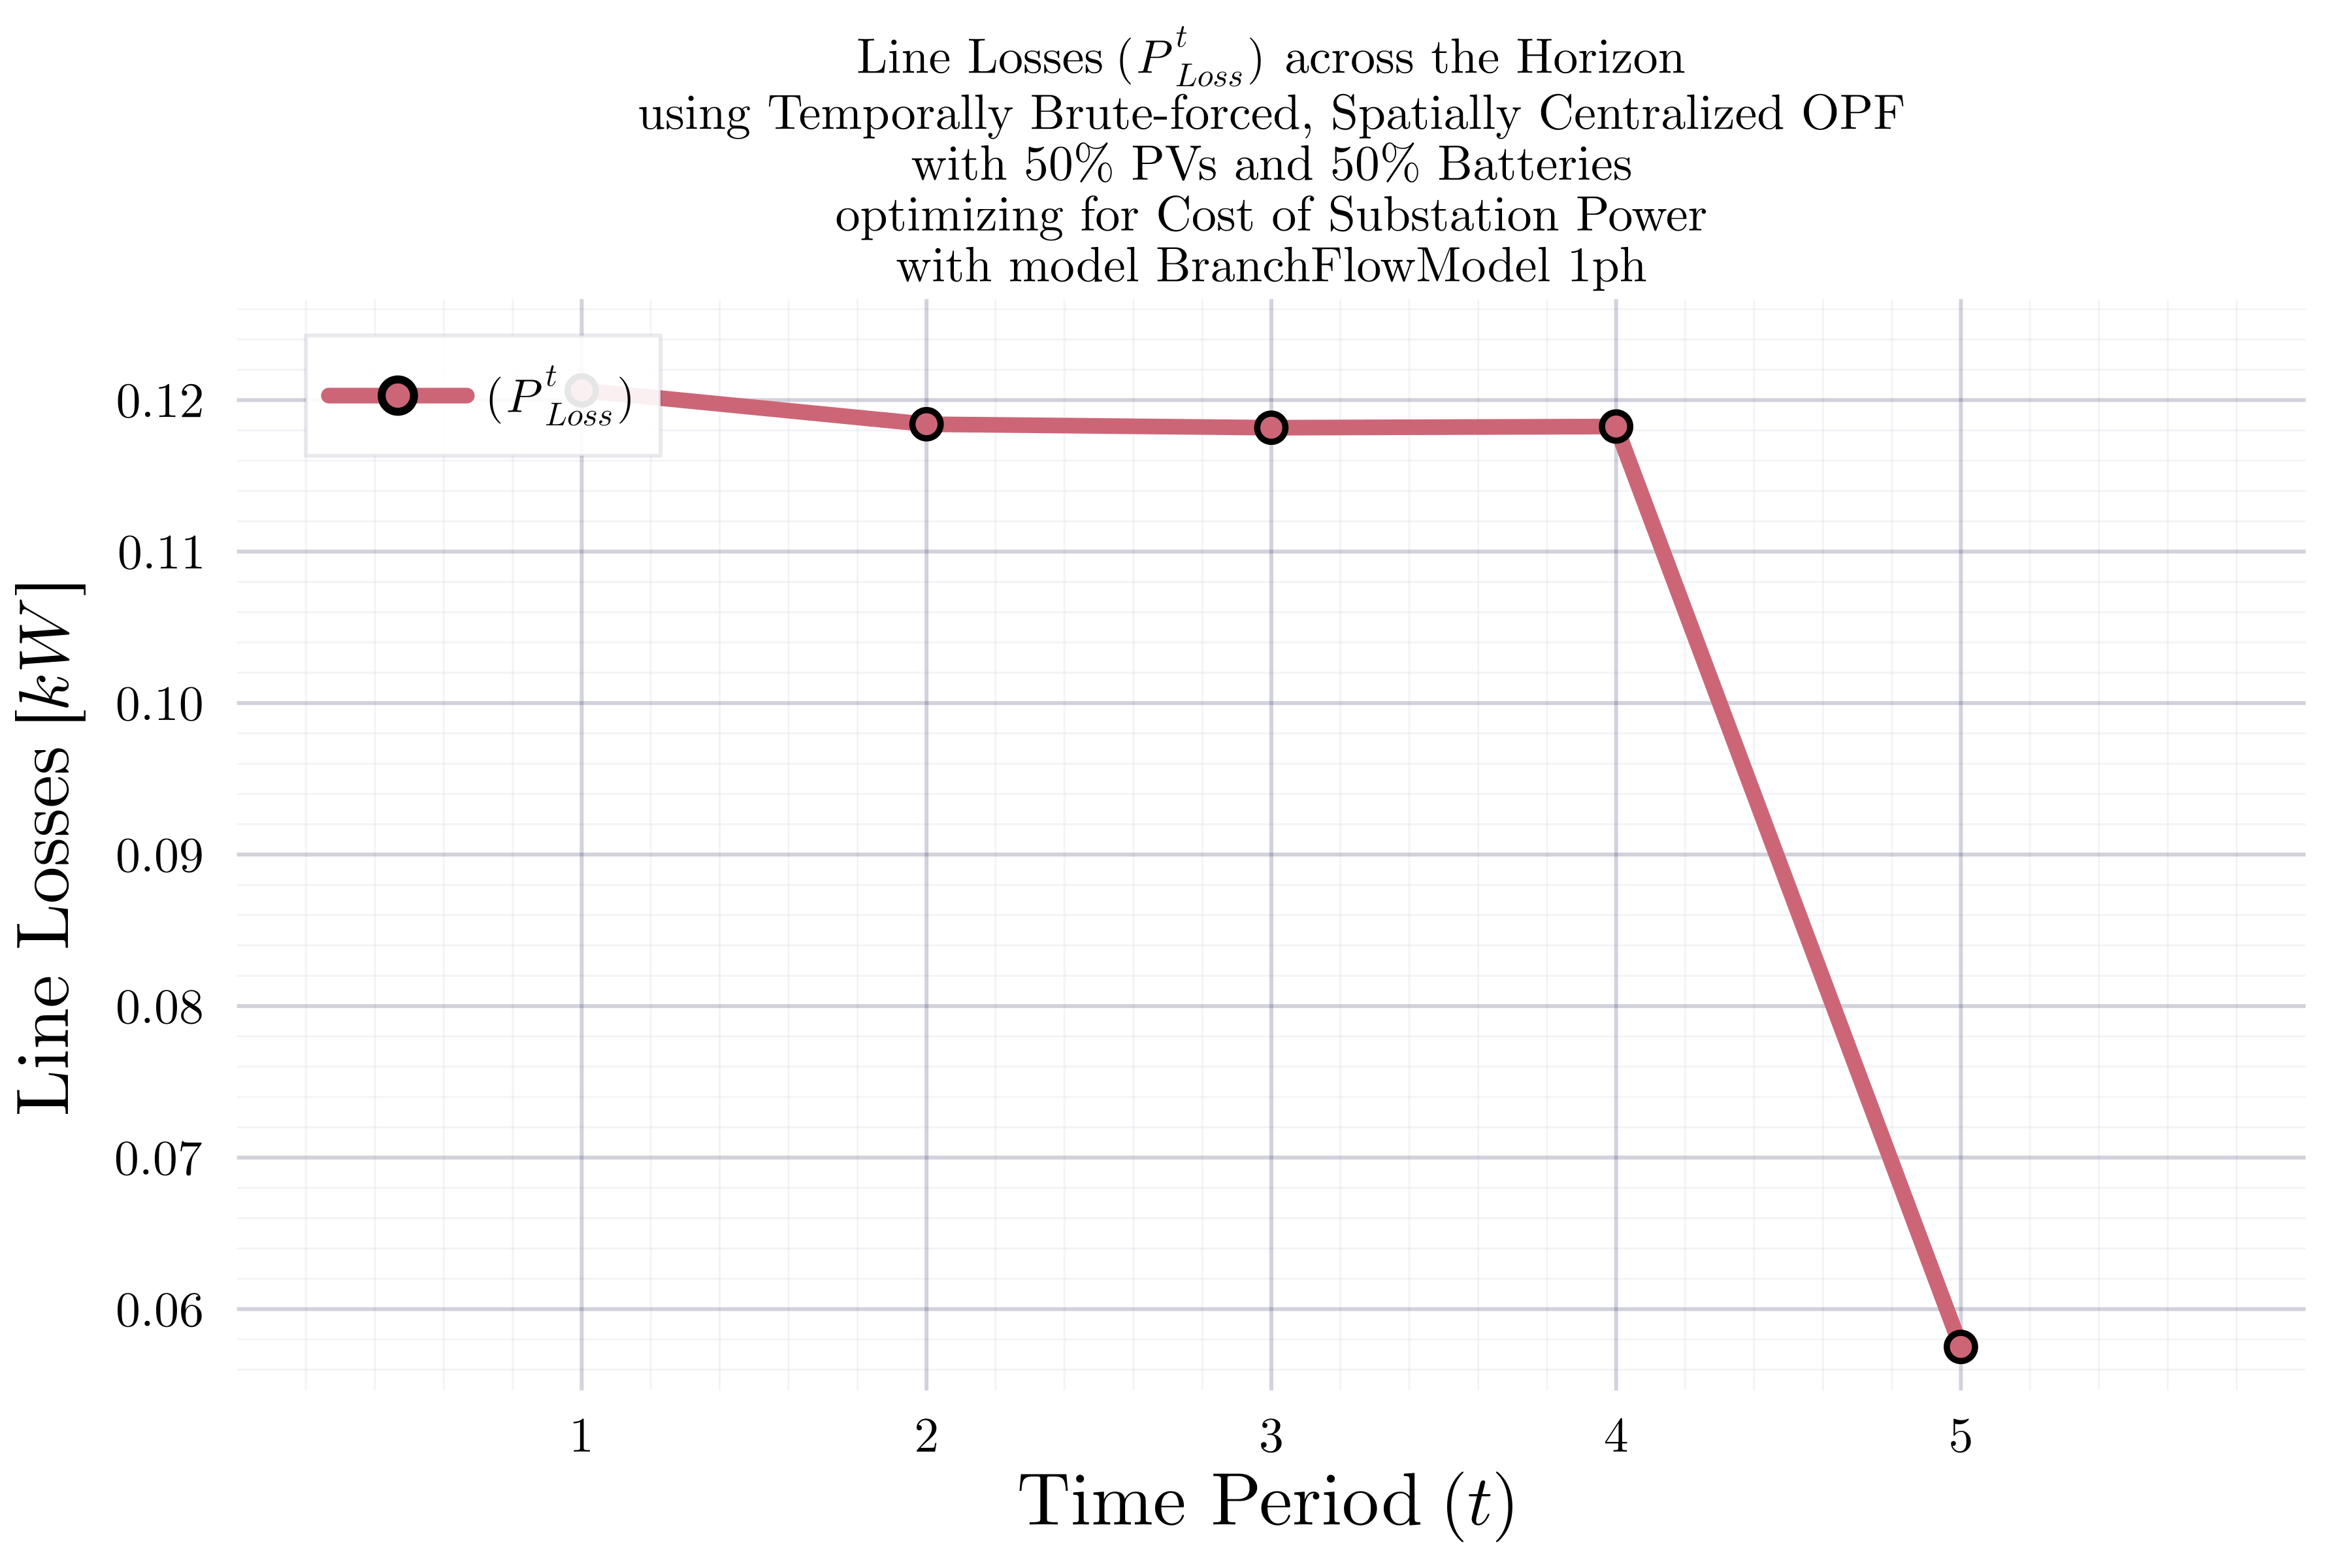 Line Losses (P^t_Loss) across the Horizon
using Temporally Brute-forced, Spatially Centralized OPF
with 50% PVs and 50% Batteries
optimizing for Cost of Substation Power
with model BranchFlowModel 1ph
(P^t_Loss)
Line Losses [kW]
0.12
0.11
0.10
0.09
0.08
0.07
0.06
1 2 3 4 5
Time Period (t)